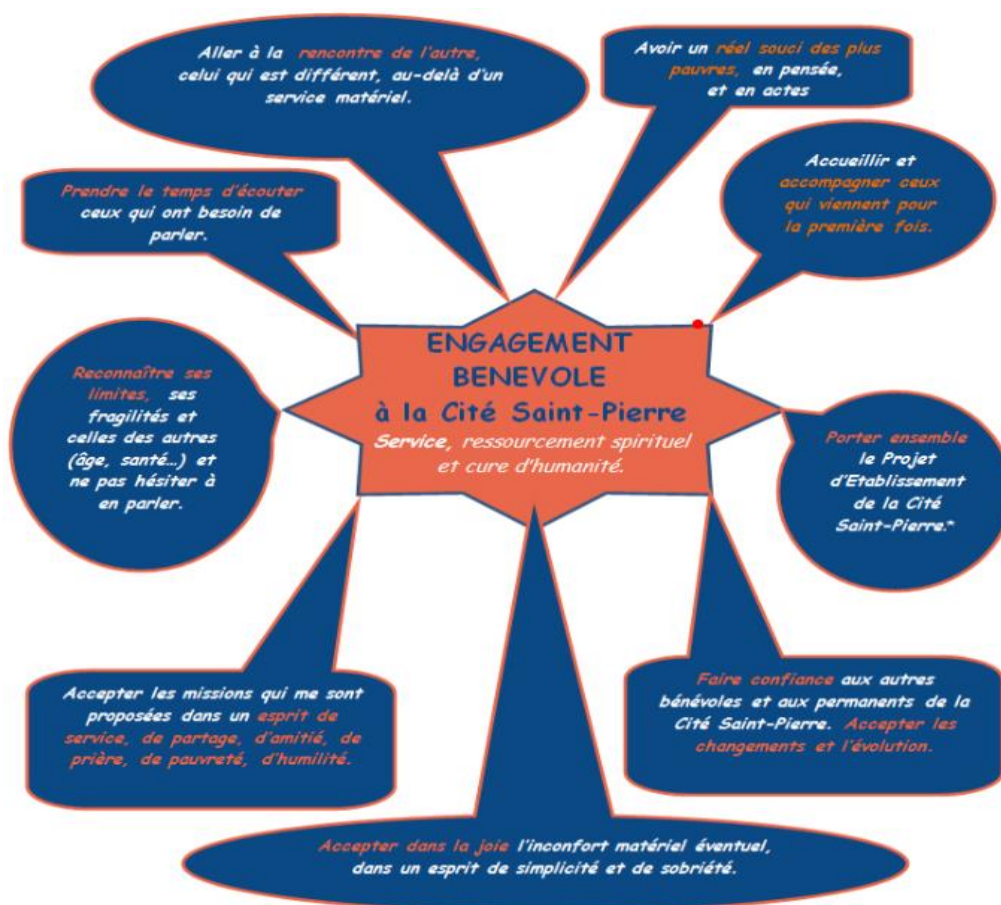 Aller à la rencontre de l'autre,
celui qui est différent, au-delà d'un
service matériel.
Avoir un réel souci des plus
pauvres, en pensée,
et en actes
Prendre le temps d'écouter
ceux qui ont besoin de
parler.
Accueillir et
accompagner ceux
qui viennent pour
la première fois.
ENGAGEMENT
BENEVOLE
à la Cité Saint-Pierre
Service, ressourcement spirituel
et cure d'humanité.
Reconnaître ses
limites, ses
fragilités et
celles des autres
(âge, santé…) et
ne pas hésiter à
en parler.
Porter ensemble
le Projet
d'Etablissement
de la Cité
Saint-Pierre.*
Accepter les missions qui me sont
proposées dans un esprit de
service, de partage, d'amitié, de
prière, de pauvreté, d'humilité.
Faire confiance aux autres
bénévoles et aux permanents de la
Cité Saint-Pierre. Accepter les
changements et l'évolution.
Accepter dans la joie l'inconfort matériel éventuel,
dans un esprit de simplicité et de sobriété.